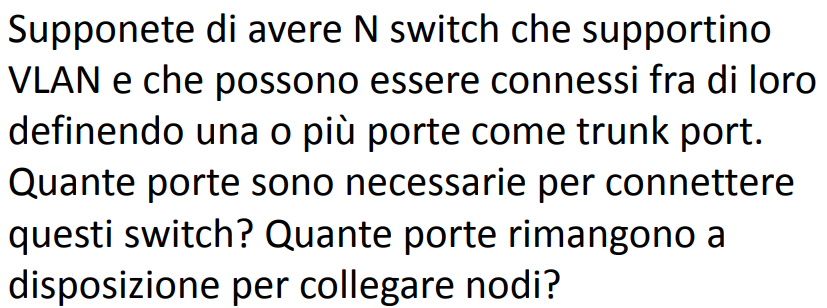 Supponete di avere N switch che supportino
VLAN e che possono essere connessi fra di loro
definendo una o più porte come trunk port.
Quante porte sono necessarie per connettere
questi switch? Quante porte rimangono a
disposizione per collegare nodi?